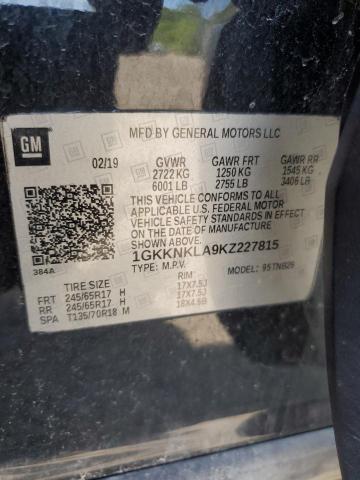 GM
MFD BY GENERAL MOTORS LLC
02/19 GVWR GAWR FRT GAWR RR
2722 KG 1250 KG 1545 KG
6001 LB 2755 LB 3406 LB
THIS VEHICLE CONFORMS TO ALL APPLICABLE
U.S. FEDERAL MOTOR VEHICLE SAFETY
STANDARDS IN EFFECT ON THE DATE OF
MANUFACTURE SHOWN ABOVE.
1GKKNKLA9KZ227815
TYPE: M.P.V. MODEL: 95TNB26
384A
TIRE SIZE RIM
FRT 245/65R17 H 17X7.5J
RR 245/65R17 H 17X7.5J
SPA T135/70R18 M 18X4.5B